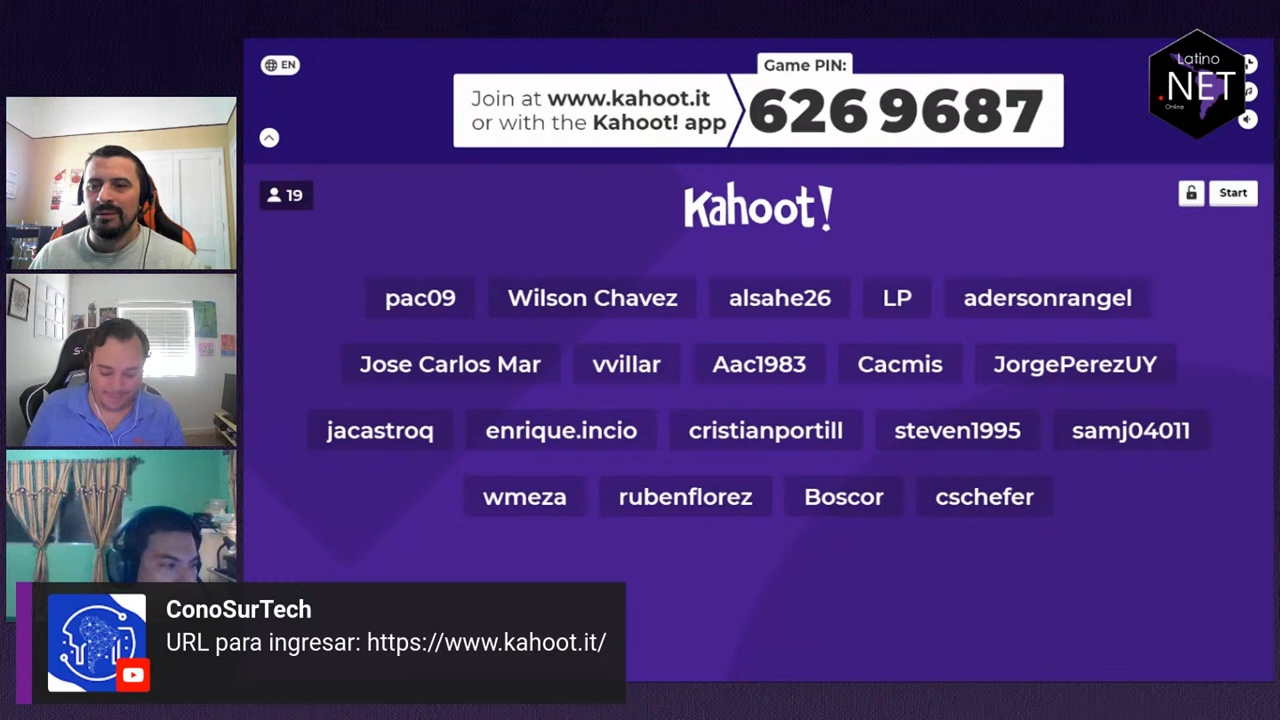 EN
Game PIN:
Join at www.kahoot.it
or with the Kahoot! app
626 9687
Latino
.NET
Online
19
Kahoot!
Start
pac09 Wilson Chavez alsahe26 LP adersonrangel
Jose Carlos Mar vvillar Aac1983 Cacmis JorgePerezUY
jacastroq enrique.incio cristianportill steven1995 samj04011
wmeza rubenflorez Boscor cschefer
ConoSurTech
URL para ingresar: https://www.kahoot.it/